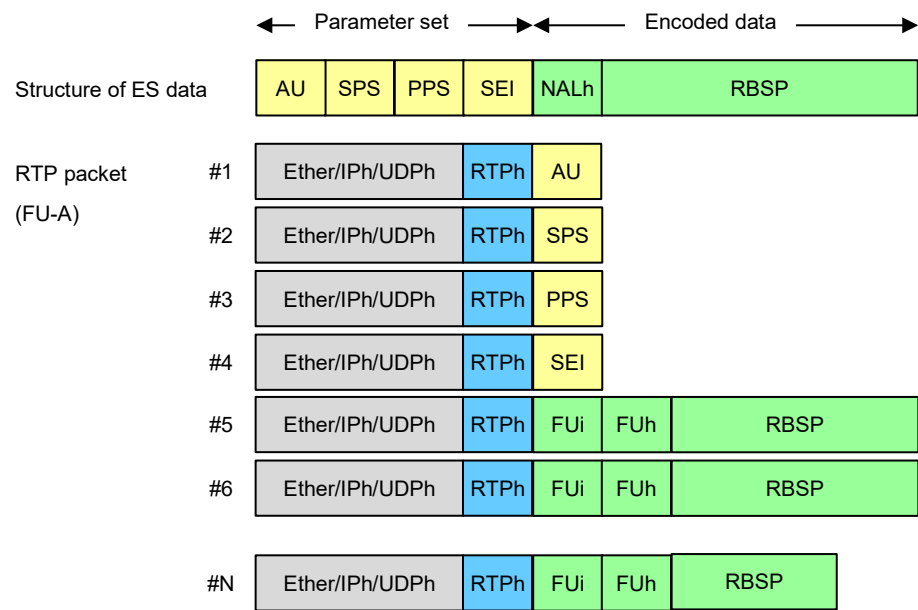 Parameter set Encoded data
Structure of ES data AU SPS PPS SEI NALh RBSP
RTP packet #1 Ether/IPh/UDPh RTPh AU
(FU-A)
#2 Ether/IPh/UDPh RTPh SPS
#3 Ether/IPh/UDPh RTPh PPS
#4 Ether/IPh/UDPh RTPh SEI
#5 Ether/IPh/UDPh RTPh FUi FUh RBSP
#6 Ether/IPh/UDPh RTPh FUi FUh RBSP
#N Ether/IPh/UDPh RTPh FUi FUh RBSP